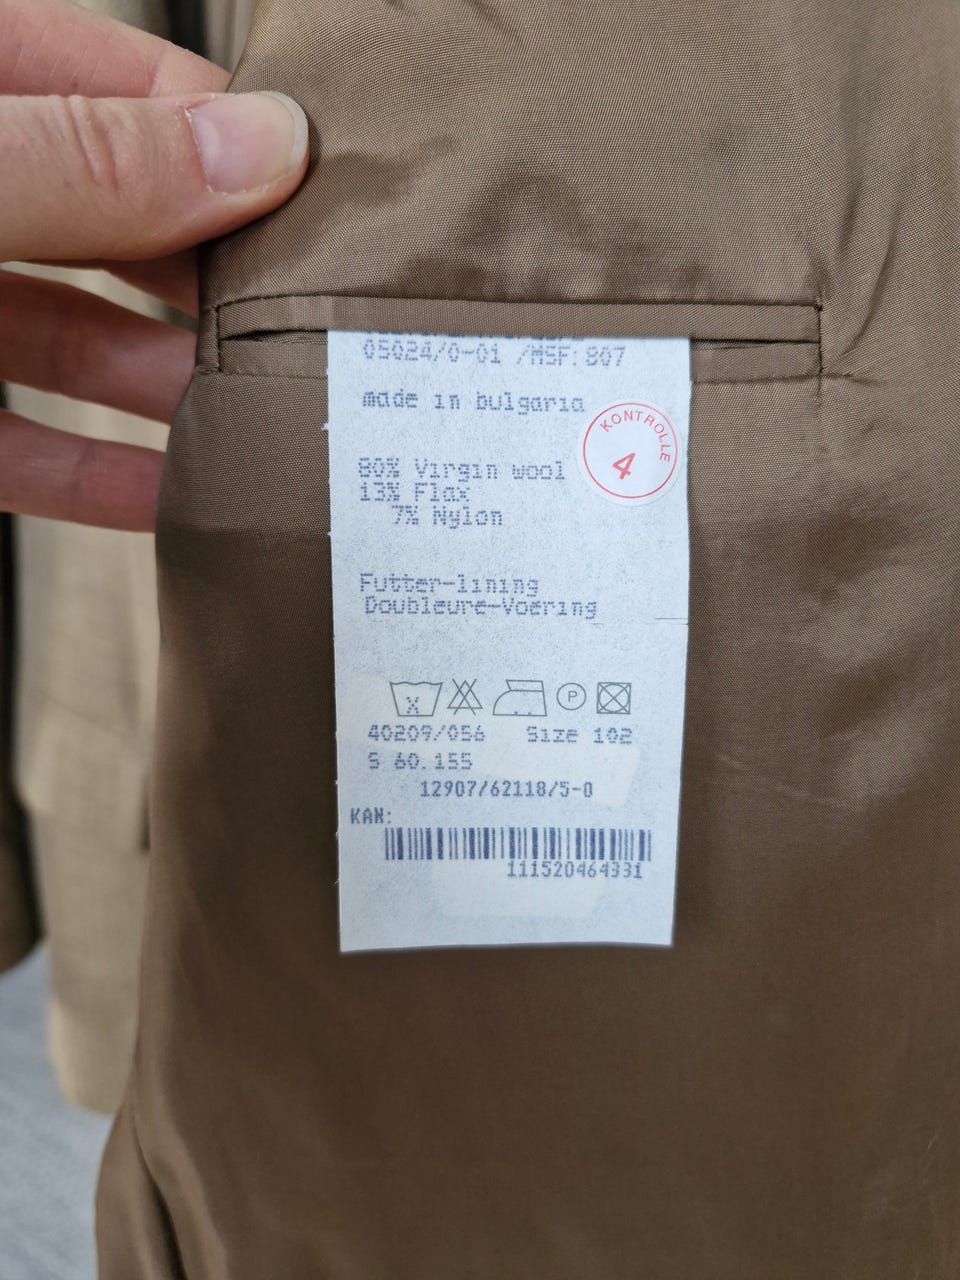 05024/0-01 /MSF: 807
made in bulgaria
KONTROLLE
4
80% Virgin wool
13% Flax
7% Nylon
Futter-lining
Doubleure-Voering
P
40209/056 Size 102
S 60.155
12907/62118/5-0
KAN:
111520464331